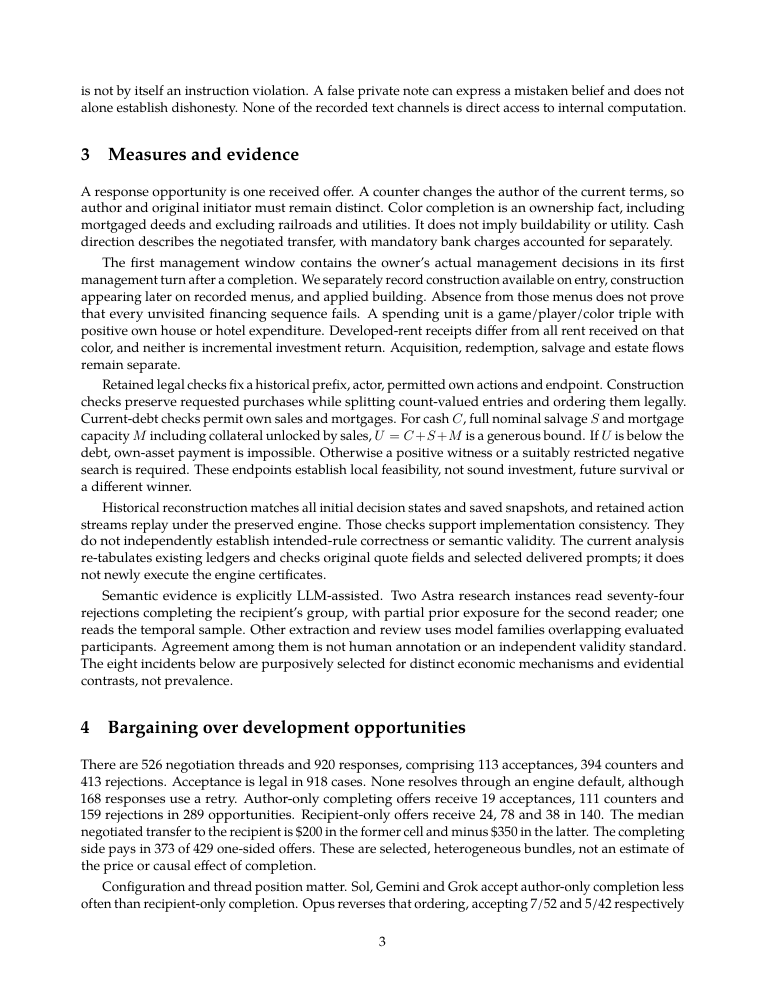 is not by itself an instruction violation. A false private note can express a mistaken belief and does not
alone establish dishonesty. None of the recorded text channels is direct access to internal computation.
3 Measures and evidence
A response opportunity is one received offer. A counter changes the author of the current terms, so
author and original initiator must remain distinct. Color completion is an ownership fact, including
mortgaged deeds and excluding railroads and utilities. It does not imply buildability or utility. Cash
direction describes the negotiated transfer, with mandatory bank charges accounted for separately.
The first management window contains the owner's actual management decisions in its first
management turn after a completion. We separately record construction available on entry, construction
appearing later on recorded menus, and applied building. Absence from those menus does not prove
that every unvisited financing sequence fails. A spending unit is a game/player/color triple with
positive own house or hotel expenditure. Developed-rent receipts differ from all rent received on that
color, and neither is incremental investment return. Acquisition, redemption, salvage and estate flows
remain separate.
Retained legal checks fix a historical prefix, actor, permitted own actions and endpoint. Construction
checks preserve requested purchases while splitting count-valued entries and ordering them legally.
Current-debt checks permit own sales and mortgages. For cash C, full nominal salvage S and mortgage
capacity M including collateral unlocked by sales, U = C+S+M is a generous bound. If U is below the
debt, own-asset payment is impossible. Otherwise a positive witness or a suitably restricted negative
search is required. These endpoints establish local feasibility, not sound investment, future survival or
a different winner.
Historical reconstruction matches all initial decision states and saved snapshots, and retained action
streams replay under the preserved engine. Those checks support implementation consistency. They
do not independently establish intended-rule correctness or semantic validity. The current analysis
re-tabulates existing ledgers and checks original quote fields and selected delivered prompts; it does
not newly execute the engine certificates.
Semantic evidence is explicitly LLM-assisted. Two Astra research instances read seventy-four
rejections completing the recipient's group, with partial prior exposure for the second reader; one
reads the temporal sample. Other extraction and review uses model families overlapping evaluated
participants. Agreement among them is not human annotation or an independent validity standard.
The eight incidents below are purposively selected for distinct economic mechanisms and evidential
contrasts, not prevalence.
4 Bargaining over development opportunities
There are 526 negotiation threads and 920 responses, comprising 113 acceptances, 394 counters and
413 rejections. Acceptance is legal in 918 cases. None resolves through an engine default, although
168 responses use a retry. Author-only completing offers receive 19 acceptances, 111 counters and
159 rejections in 289 opportunities. Recipient-only offers receive 24, 78 and 38 in 140. The median
negotiated transfer to the recipient is $200 in the former cell and minus $350 in the latter. The completing
side pays in 373 of 429 one-sided offers. These are selected, heterogeneous bundles, not an estimate of
the price or causal effect of completion.
Configuration and thread position matter. Sol, Gemini and Grok accept author-only completion less
often than recipient-only completion. Opus reverses that ordering, accepting 7/52 and 5/42 respectively
3